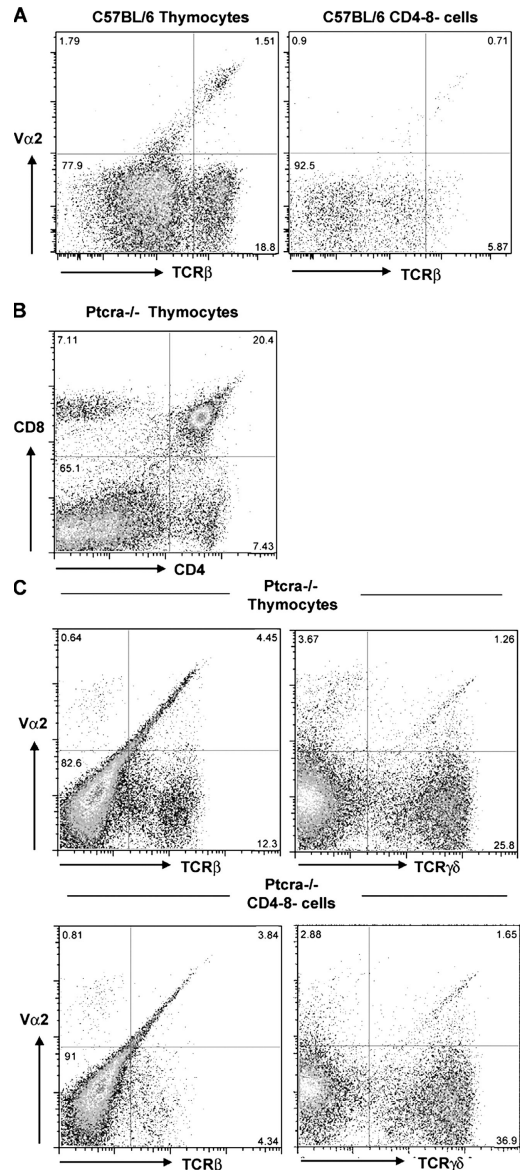 A
C57BL/6 Thymocytes
C57BL/6 CD4-8- cells
1.79
1.51
0.9
0.71
Vα2
77.9
92.5
18.8
5.87
TCRβ
TCRβ
B
Ptcra-/- Thymocytes
7.11
20.4
CD8
65.1
7.43
CD4
C
Ptcra-/-
Thymocytes
0.64
4.45
3.67
1.26
Vα2
82.6
12.3
25.8
TCRβ
TCRγδ
Ptcra-/-
CD4-8- cells
0.81
3.84
2.88
1.65
Vα2
91
4.34
36.9
TCRβ
TCRγδ